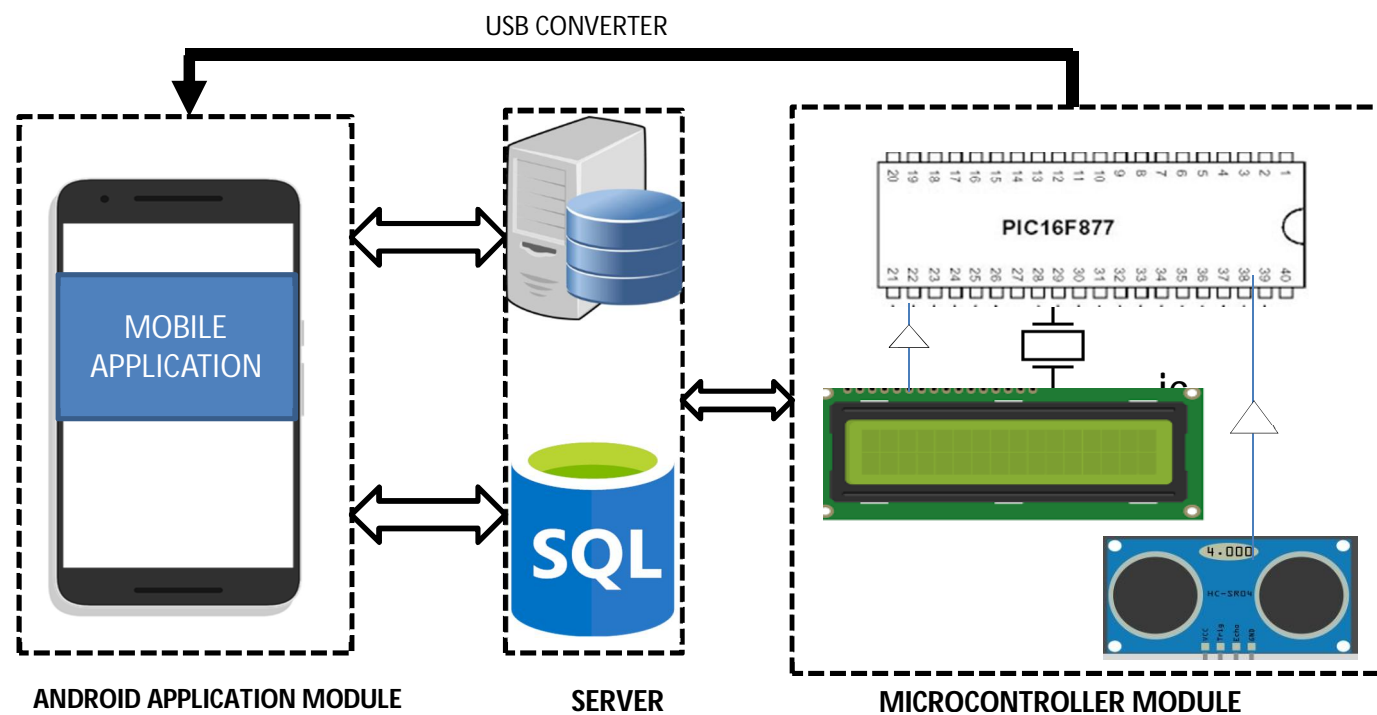 USB CONVERTER
MOBILE
APPLICATION
SQL
20 19 18 17 16 15 14 13 12 11 10 9 8 7 6 5 4 3 2 1
PIC16F877
21 22 23 24 25 26 27 28 29 30 31 32 33 34 35 36 37 38 39 40
4.000
HC-SR04
VCC Trig Echo GND
ANDROID APPLICATION MODULE
SERVER
MICROCONTROLLER MODULE